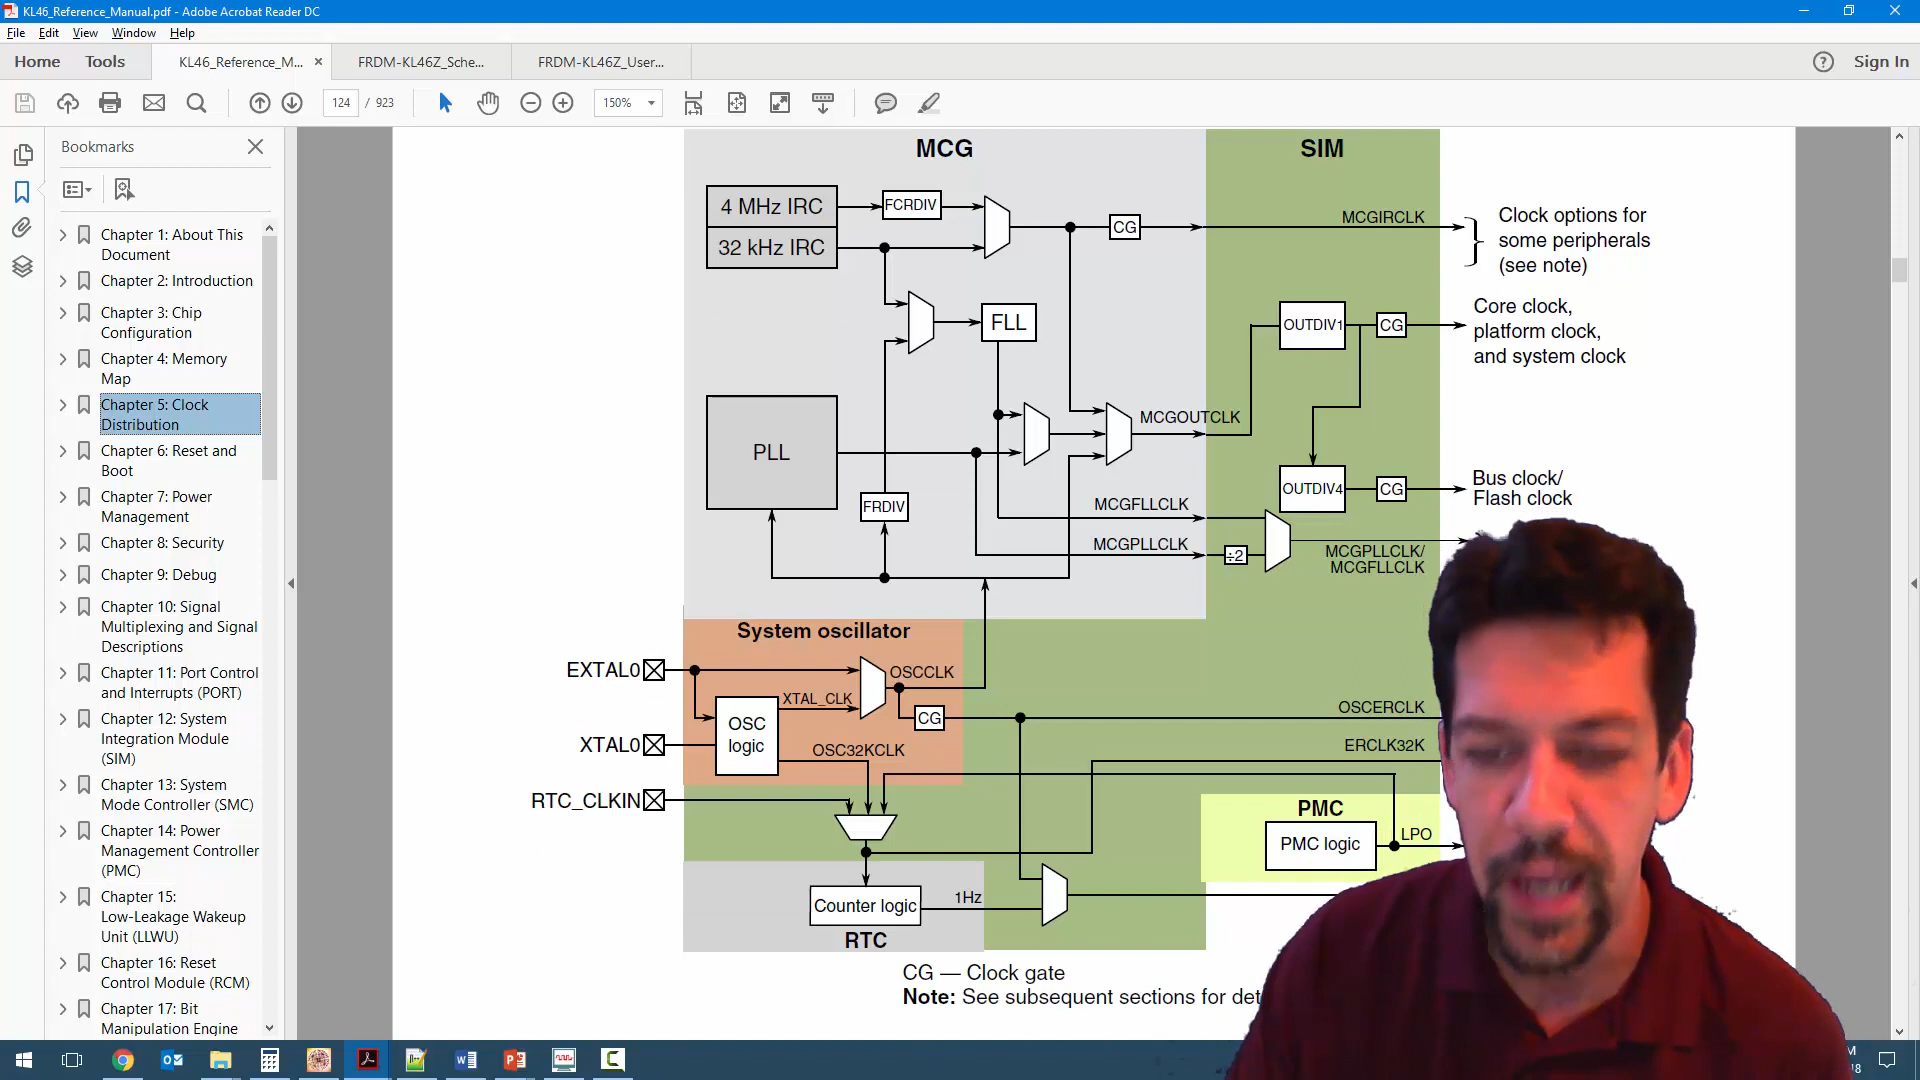 KL46_Reference_Manual.pdf - Adobe Acrobat Reader DC
File Edit View Window Help
Home Tools KL46_Reference_M... × FRDM-KL46Z_Sche... FRDM-KL46Z_User... Sign In
124 / 923 150%
Bookmarks
Chapter 1: About This
Document
Chapter 2: Introduction
Chapter 3: Chip
Configuration
Chapter 4: Memory
Map
Chapter 5: Clock
Distribution
Chapter 6: Reset and
Boot
Chapter 7: Power
Management
Chapter 8: Security
Chapter 9: Debug
Chapter 10: Signal
Multiplexing and Signal
Descriptions
Chapter 11: Port Control
and Interrupts (PORT)
Chapter 12: System
Integration Module
(SIM)
Chapter 13: System
Mode Controller (SMC)
Chapter 14: Power
Management Controller
(PMC)
Chapter 15:
Low-Leakage Wakeup
Unit (LLWU)
Chapter 16: Reset
Control Module (RCM)
Chapter 17: Bit
Manipulation Engine
MCG
SIM
4 MHz IRC
FCRDIV
32 kHz IRC
CG
MCGIRCLK
Clock options for
some peripherals
(see note)
FLL
OUTDIV1
CG
Core clock,
platform clock,
and system clock
PLL
MCGOUTCLK
FRDIV
OUTDIV4
CG
Bus clock/
Flash clock
MCGFLLCLK
MCGPLLCLK
÷2
MCGPLLCLK/
MCGFLLCLK
System oscillator
EXTAL0
OSCCLK
XTAL_CLK
OSC
logic
CG
XTAL0
OSC32KCLK
OSCERCLK
ERCLK32K
RTC_CLKIN
PMC
PMC logic
LPO
Counter logic
1Hz
RTC
CG — Clock gate
Note: See subsequent sections for det